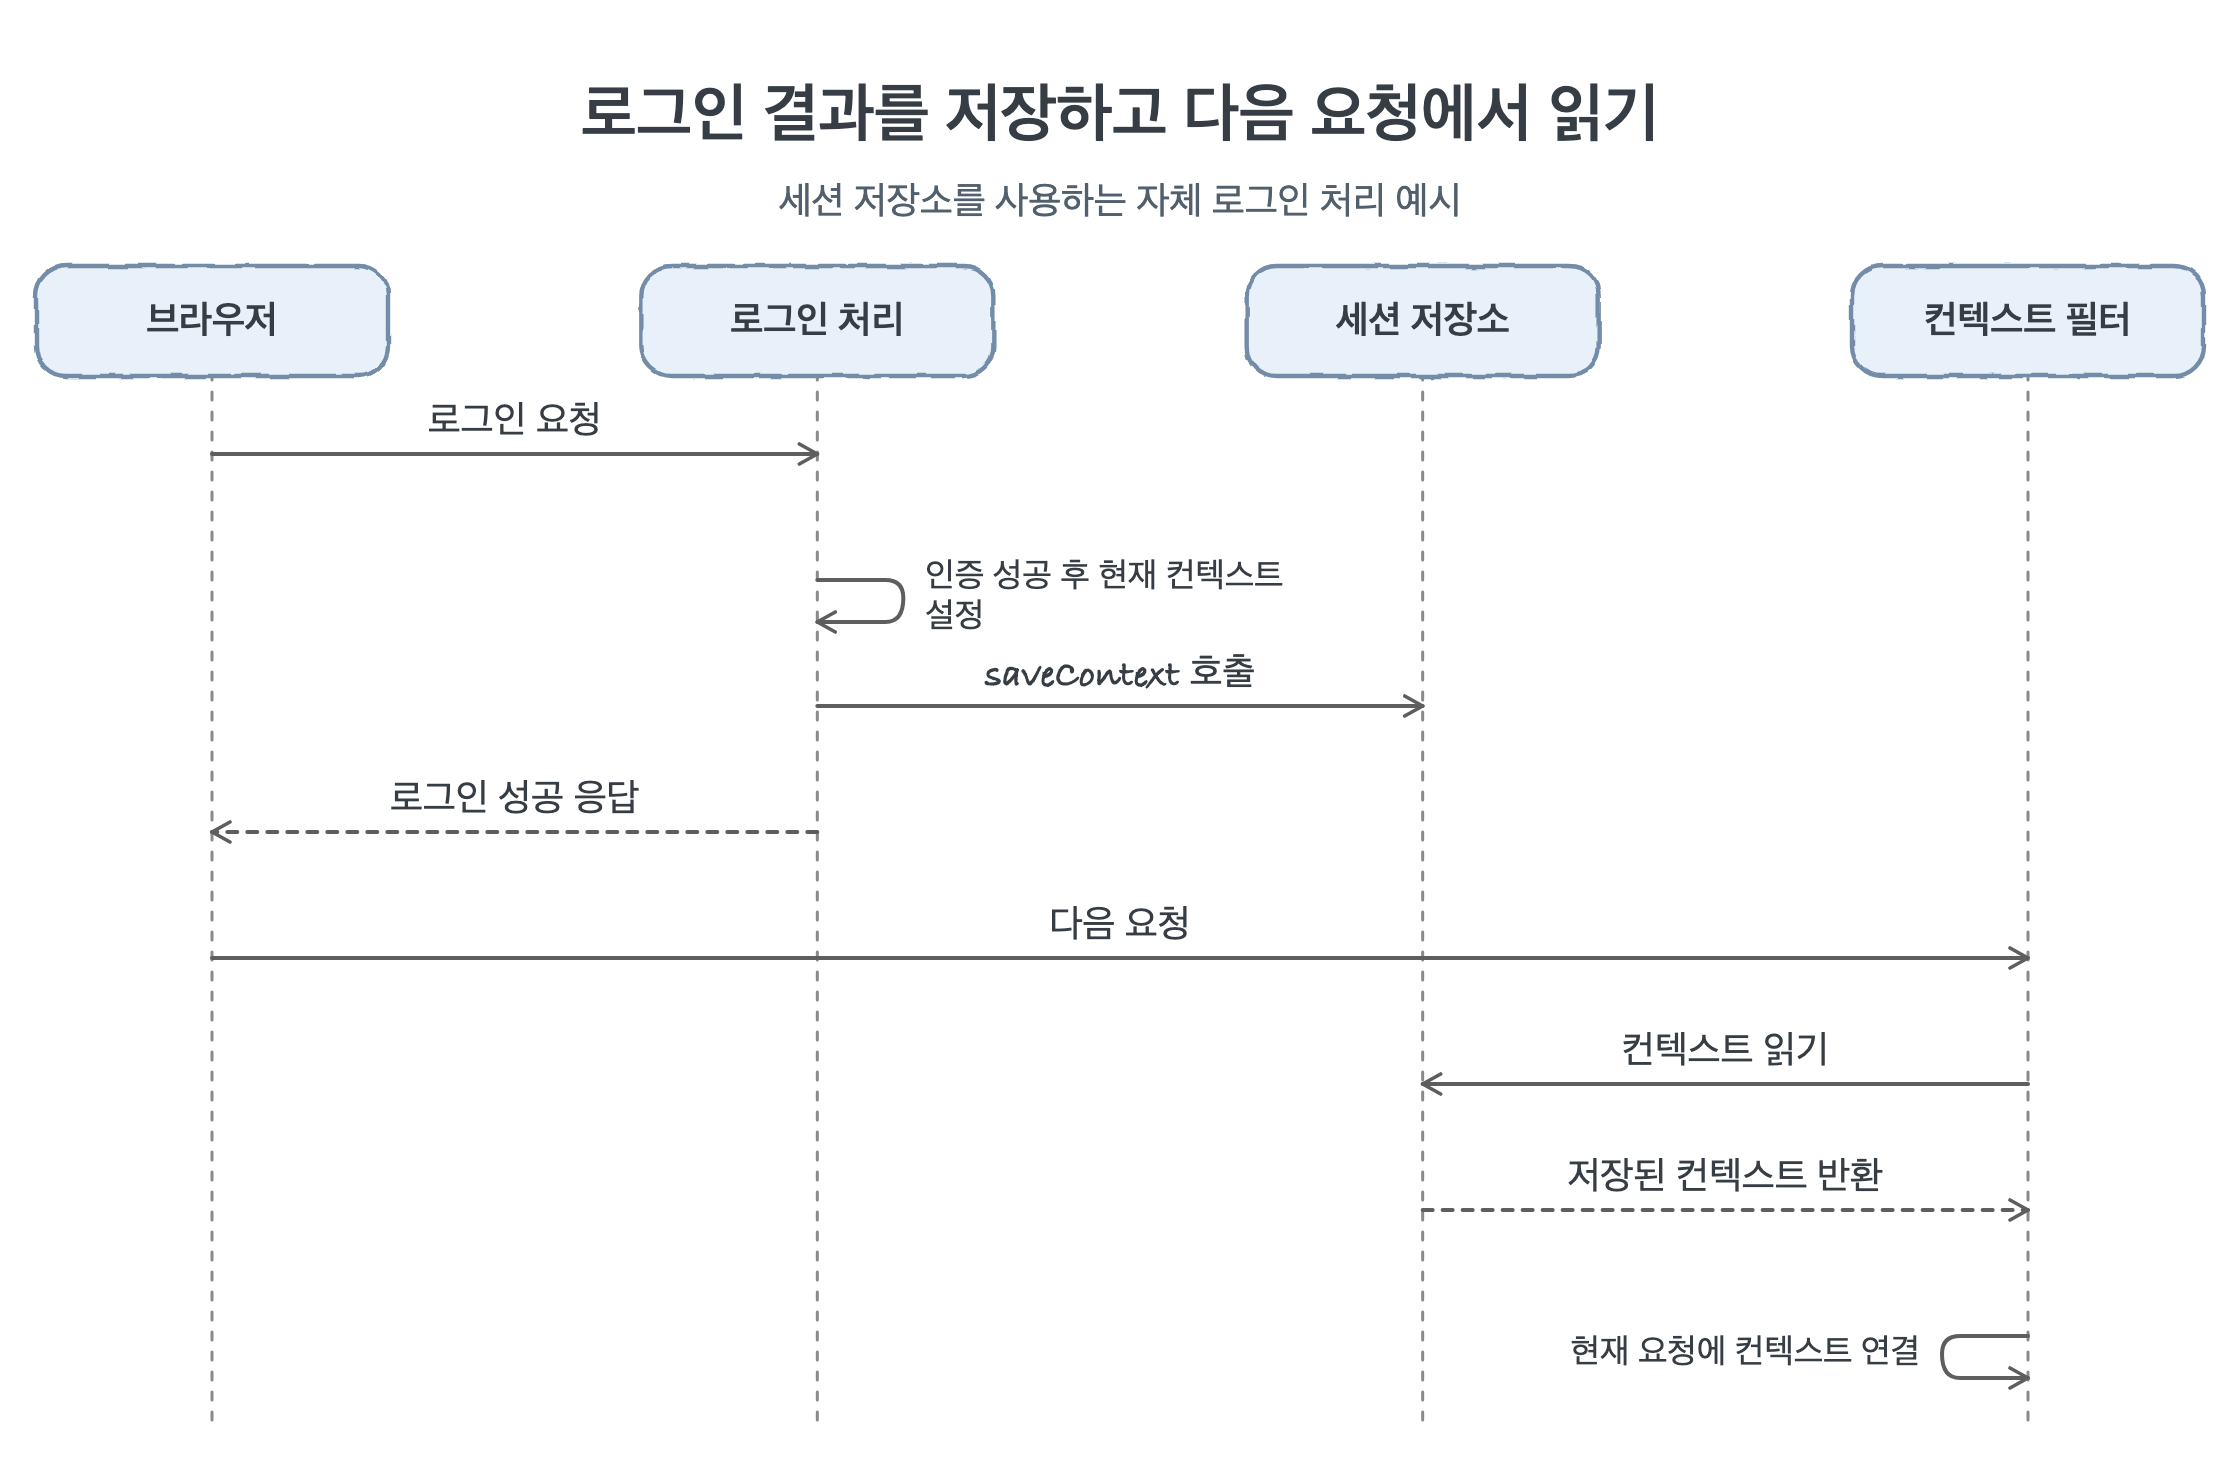 로그인 결과를 저장하고 다음 요청에서 읽기
세션 저장소를 사용하는 자체 로그인 처리 예시
브라우저
로그인 처리
세션 저장소
컨텍스트 필터
로그인 요청
인증 성공 후 현재 컨텍스트
설정
saveContext 호출
로그인 성공 응답
다음 요청
컨텍스트 읽기
저장된 컨텍스트 반환
현재 요청에 컨텍스트 연결